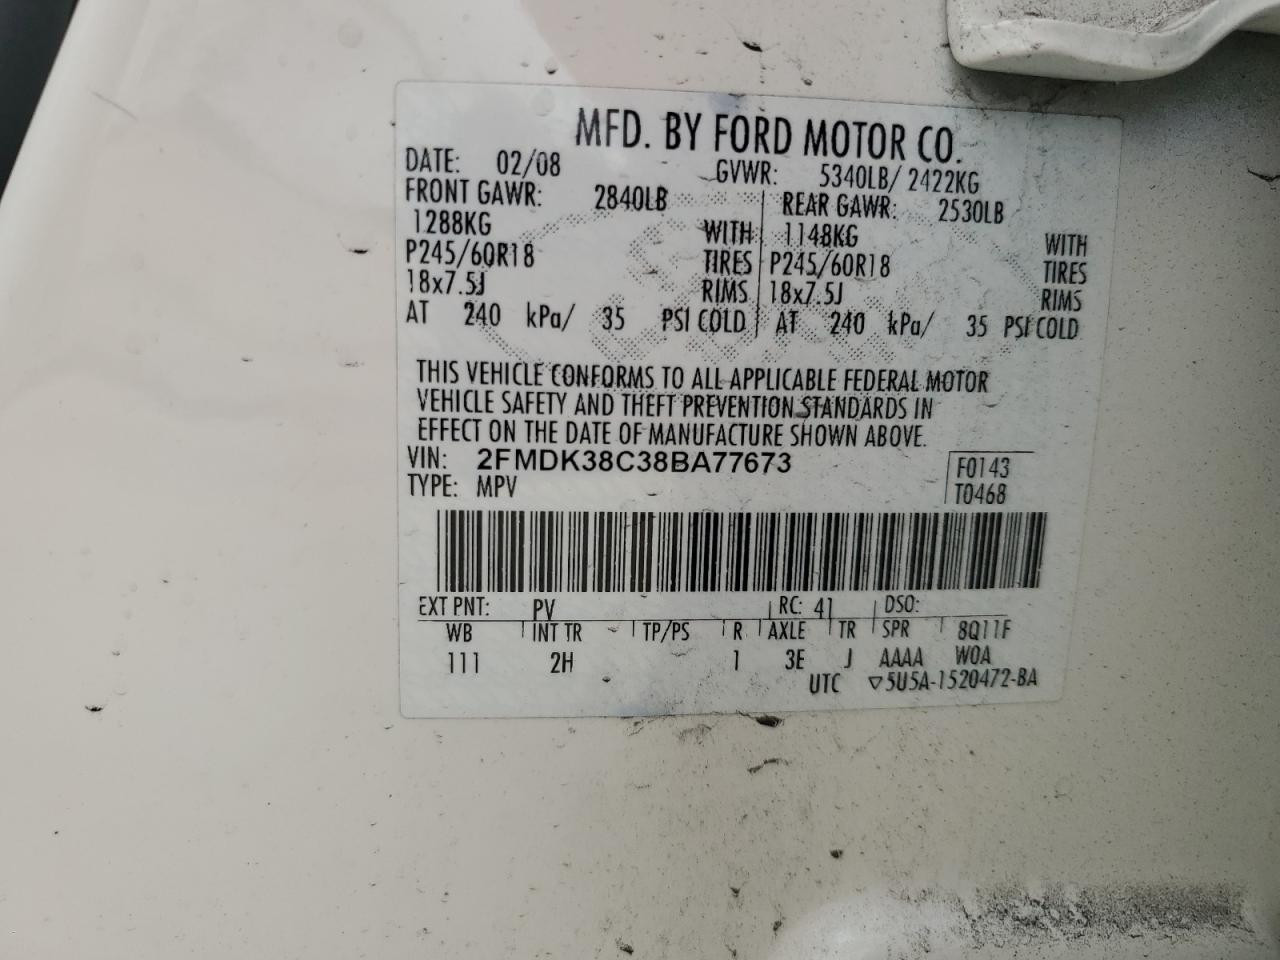 MFD. BY FORD MOTOR CO.
DATE: 02/08 GVWR: 5340LB/ 2422KG
FRONT GAWR: 2840LB REAR GAWR: 2530LB
1288KG WITH 1148KG WITH
P245/60R18 TIRES P245/60R18 TIRES
18x7.5J RIMS 18x7.5J RIMS
AT 240 kPa/ 35 PSI COLD AT 240 kPa/ 35 PSI COLD
THIS VEHICLE CONFORMS TO ALL APPLICABLE FEDERAL MOTOR
VEHICLE SAFETY AND THEFT PREVENTION STANDARDS IN
EFFECT ON THE DATE OF MANUFACTURE SHOWN ABOVE.
VIN: 2FMDK38C38BA77673 F0143
TYPE: MPV T0468
EXT PNT: PV RC: 41 DSO:
WB INT TR TP/PS R AXLE TR SPR 8Q11F
111 2H 1 3E J AAAA WOA
UTC ▽5U5A-1520472-BA